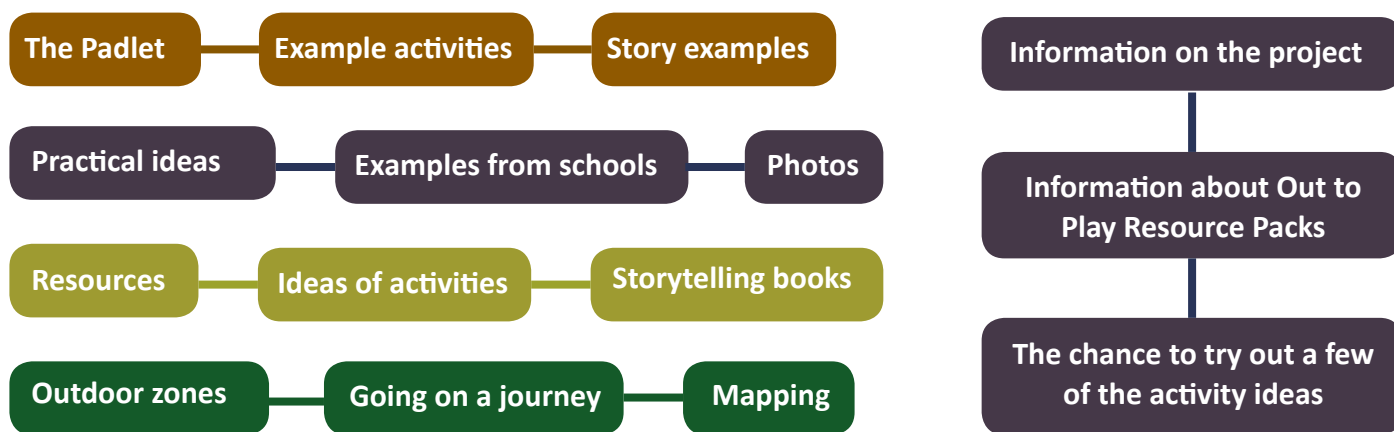 The Padlet
Example activities
Story examples
Practical ideas
Examples from schools
Photos
Resources
Ideas of activities
Storytelling books
Outdoor zones
Going on a journey
Mapping
Information on the project
Information about Out to
Play Resource Packs
The chance to try out a few
of the activity ideas